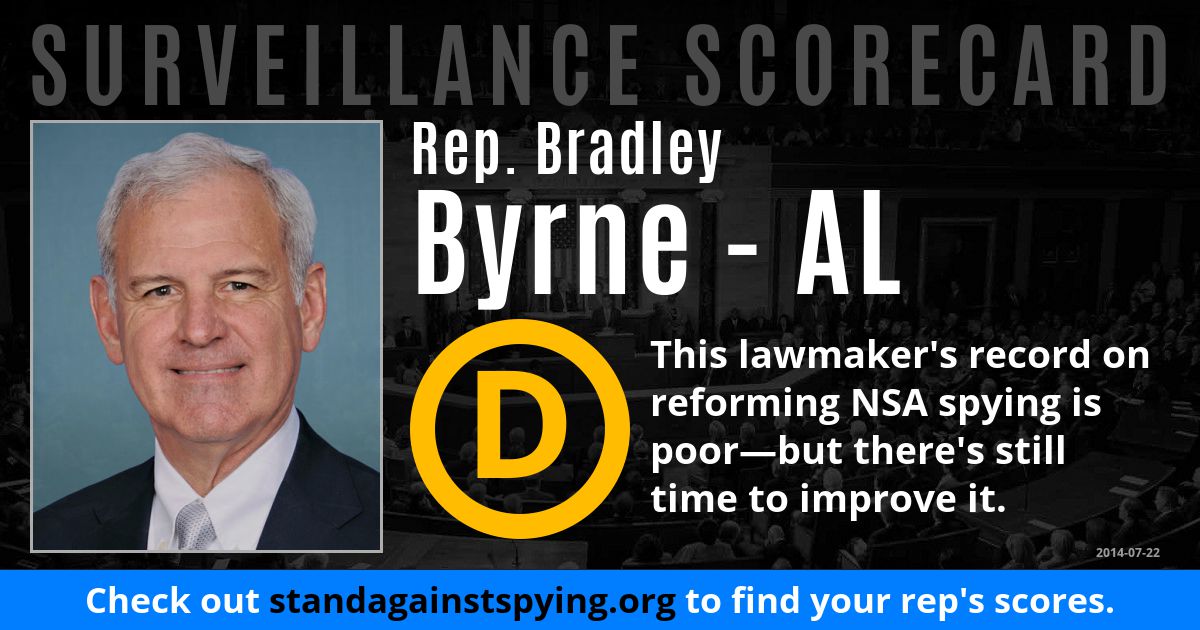 SURVEILLANCE SCORECARD
Rep. Bradley
Byrne - AL
D
This lawmaker's record on
reforming NSA spying is
poor—but there's still
time to improve it.
2014-07-22
Check out standagainstspying.org to find your rep's scores.